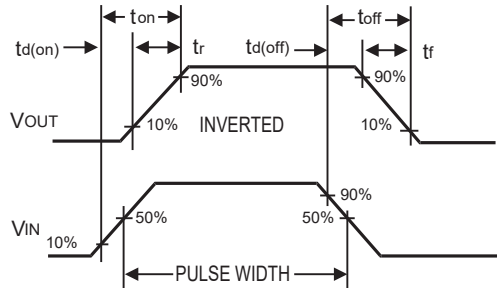 ton toff
td(on) tr td(off) tf
90% 90%
VOUT 10% INVERTED 10%
90%
VIN 50% 50%
10%
PULSE WIDTH